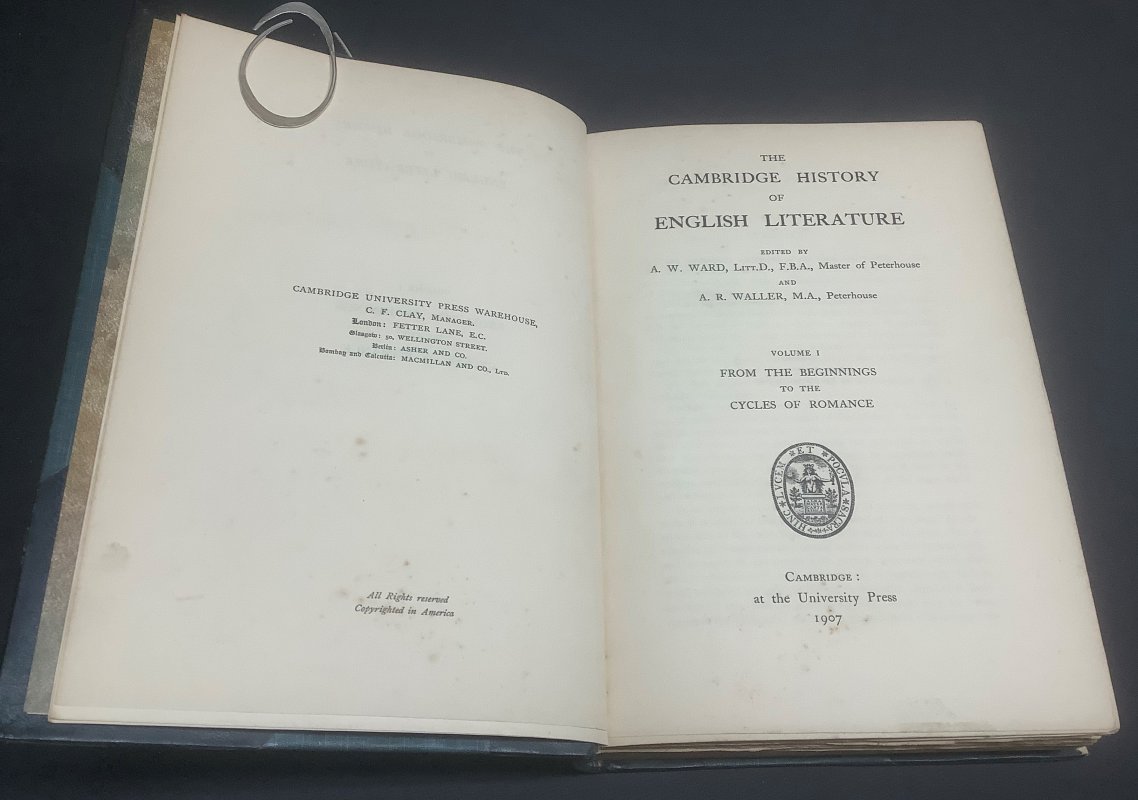 CAMBRIDGE UNIVERSITY PRESS WAREHOUSE,
C. F. CLAY, MANAGER.
London: FETTER LANE, E.C.
Glasgow: 50, WELLINGTON STREET.
Berlin: ASHER AND CO.
Bombay and Calcutta: MACMILLAN AND CO., LTD.
All Rights reserved
Copyrighted in America
THE
CAMBRIDGE HISTORY
OF
ENGLISH LITERATURE
EDITED BY
A. W. WARD, LITT.D., F.B.A., Master of Peterhouse
AND
A. R. WALLER, M.A., Peterhouse
VOLUME I
FROM THE BEGINNINGS
TO THE
CYCLES OF ROMANCE
HINC LVCEM ET POCVLA SACRA
CAMBRIDGE:
at the University Press
1907